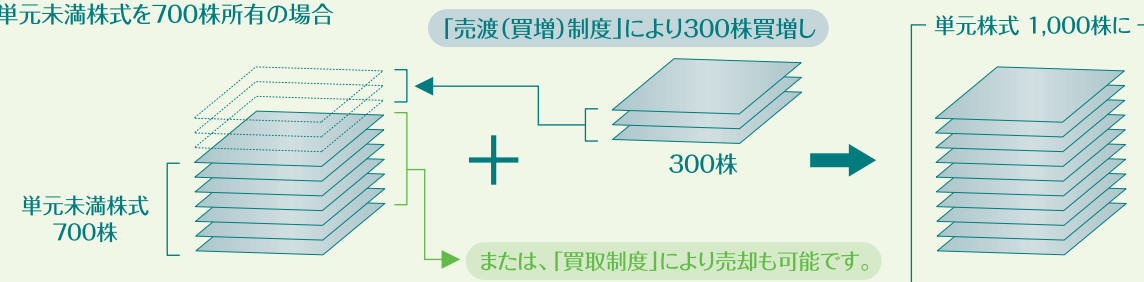 単元未満株式を700株所有の場合
「売渡(買増)制度」により300株買増し
単元株式 1,000株に
300株
単元未満株式
700株
または、「買取制度」により売却も可能です。